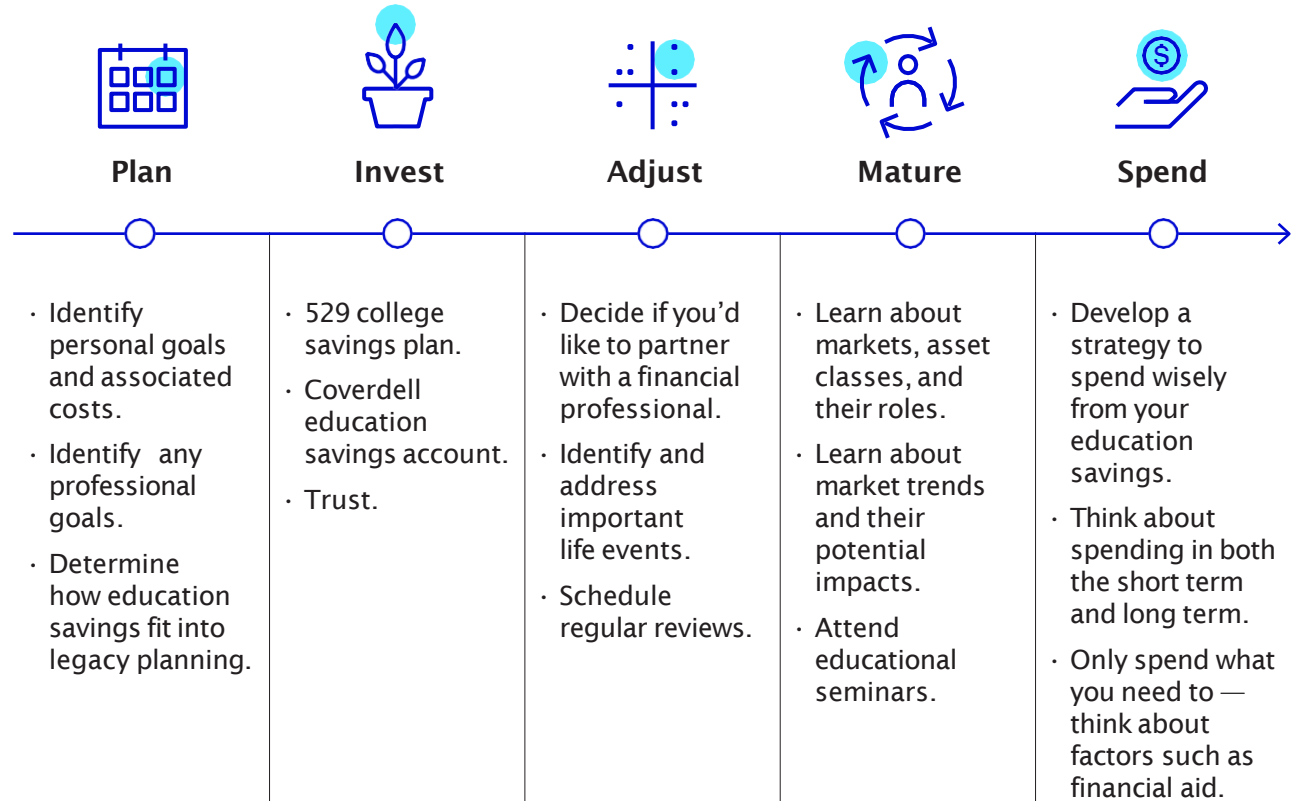 Plan
Invest
Adjust
Mature
Spend
· Identify
personal goals
and associated
costs.
· Identify any
professional
goals.
· Determine
how education
savings fit into
legacy planning.
· 529 college
savings plan.
· Coverdell
education
savings account.
· Trust.
· Decide if you’d
like to partner
with a financial
professional.
· Identify and
address
important
life events.
· Schedule
regular reviews.
· Learn about
markets, asset
classes, and
their roles.
· Learn about
market trends
and their
potential
impacts.
· Attend
educational
seminars.
· Develop a
strategy to
spend wisely
from your
education
savings.
· Think about
spending in both
the short term
and long term.
· Only spend what
you need to —
think about
factors such as
financial aid.
$